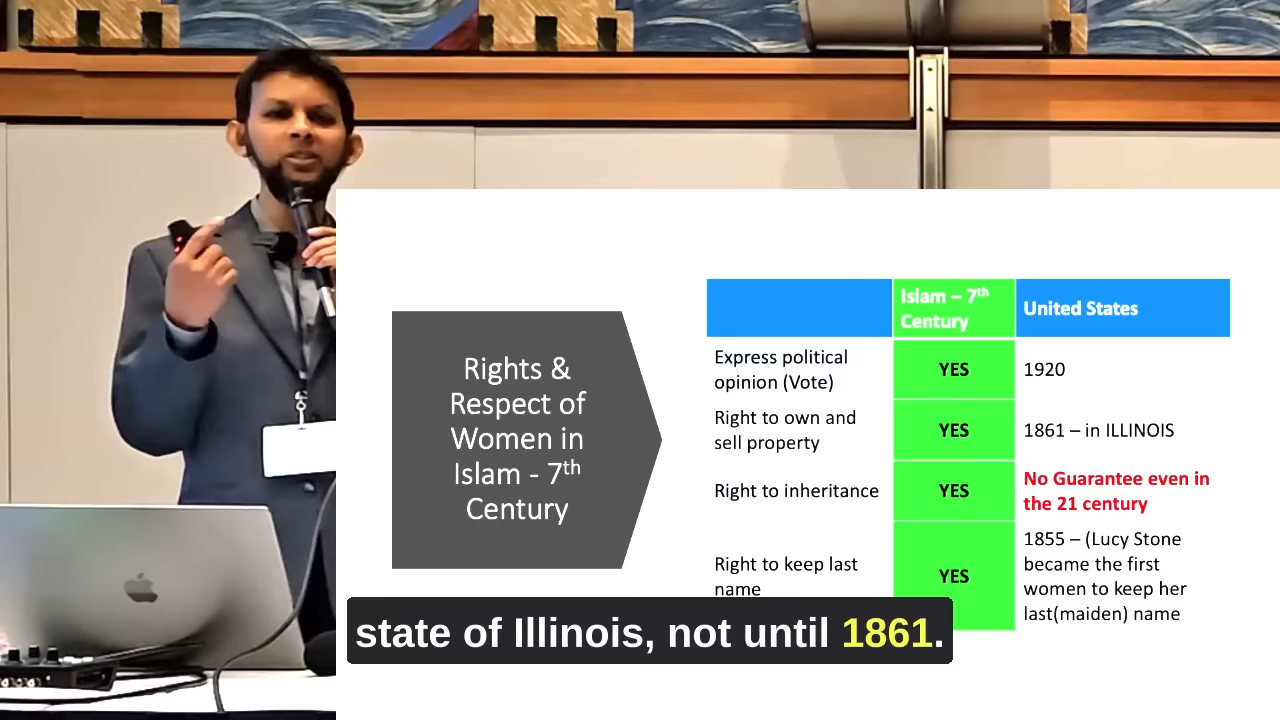 Rights &
Respect of
Women in
Islam - 7th
Century
Islam – 7th
Century
United States
Express political
opinion (Vote)
YES
1920
Right to own and
sell property
YES
1861 – in ILLINOIS
Right to inheritance
YES
No Guarantee even in
the 21 century
Right to keep last
name
YES
1855 – (Lucy Stone
became the first
women to keep her
last(maiden) name
state of Illinois, not until 1861.